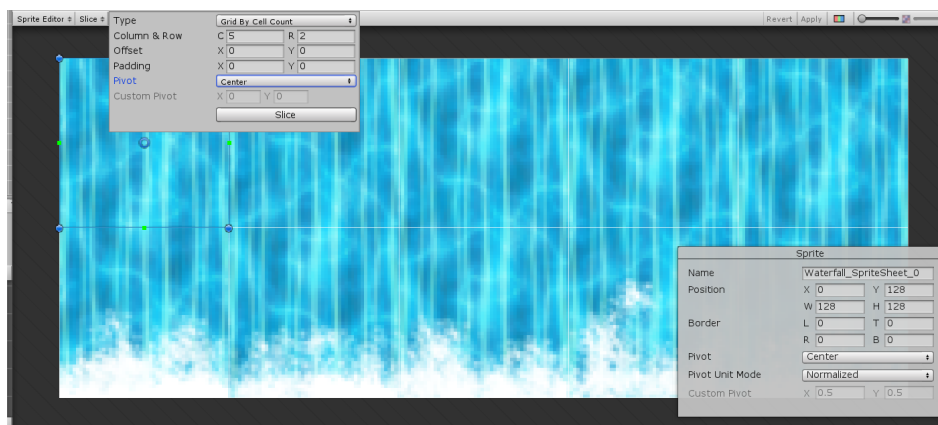 Sprite Editor Slice Revert Apply
Type Grid By Cell Count
Column & Row C 5 R 2
Offset X 0 Y 0
Padding X 0 Y 0
Pivot Center
Custom Pivot X 0 Y 0
Slice
Sprite
Name Waterfall_SpriteSheet_0
Position X 0 Y 128
W 128 H 128
Border L 0 T 0
R 0 B 0
Pivot Center
Pivot Unit Mode Normalized
Custom Pivot X 0.5 Y 0.5